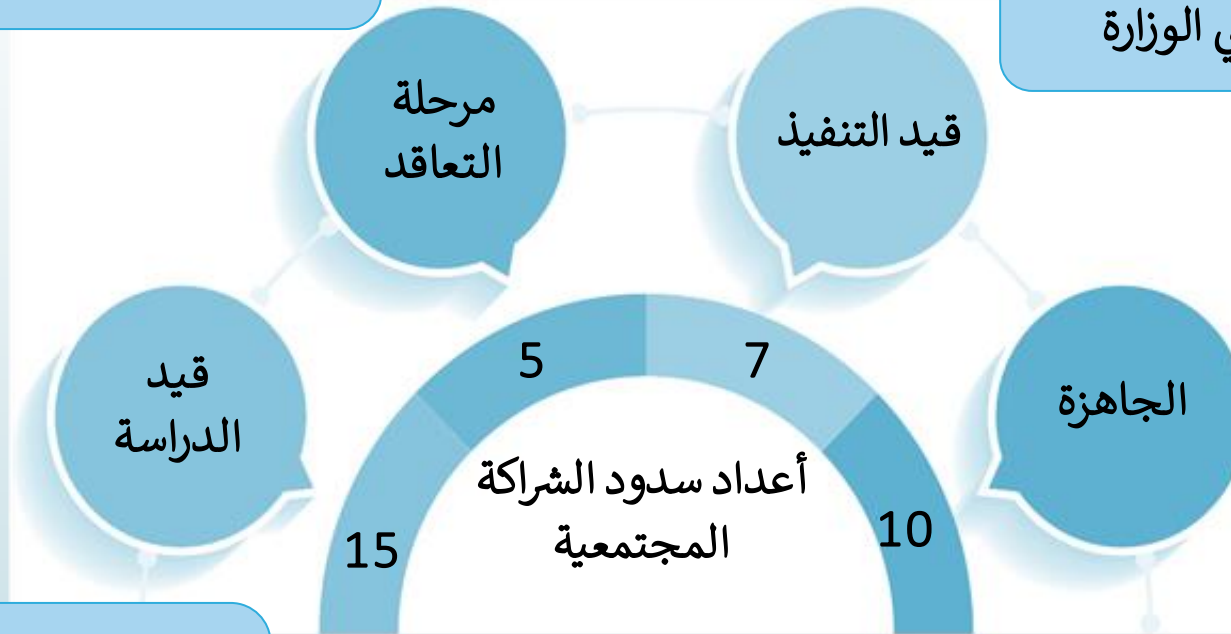 ي الوزارة
مرحلة
التعاقد
قيد التنفيذ
قيد
الدراسة
الجاهزة
5
7
15
10
أعداد سدود الشراكة
المجتمعية